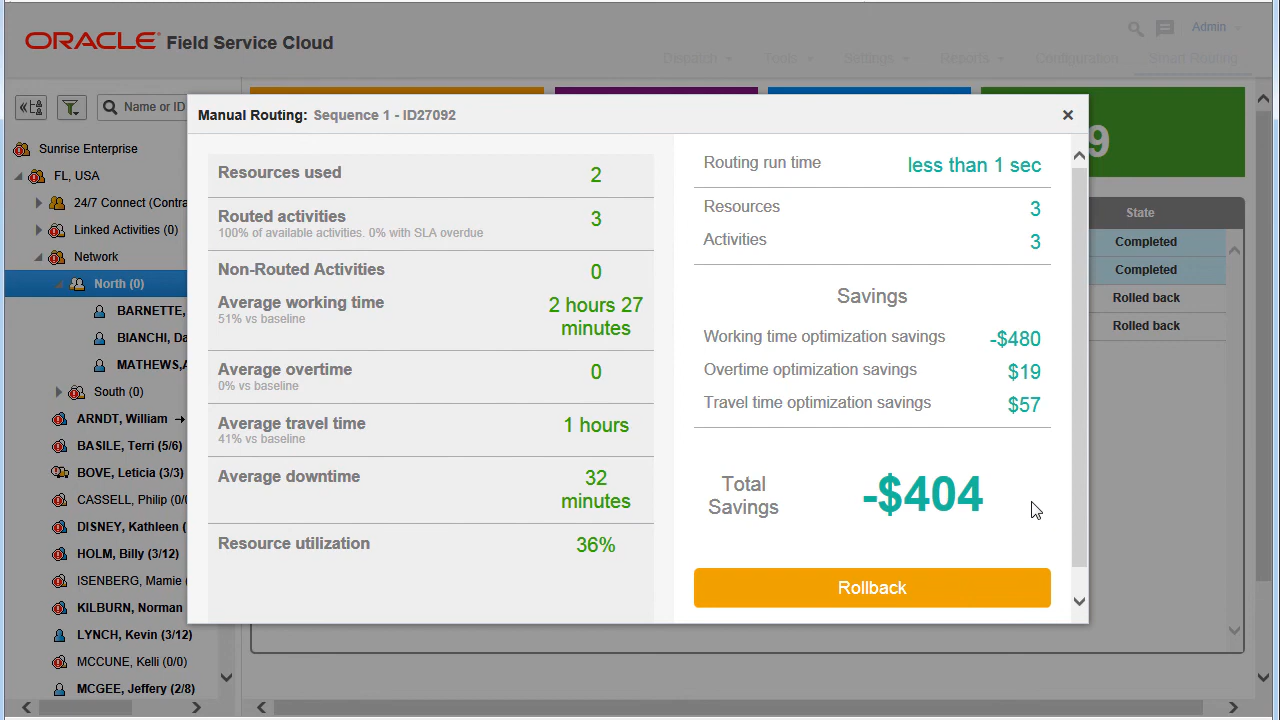 ORACLE Field Service Cloud
Admin
Dispatch Tools Settings Reports Configuration Smart Routing
Name or ID
Sunrise Enterprise
FL, USA
24/7 Connect (Contra
Linked Activities (0)
Network
North (0)
BARNETTE,
BIANCHI, Da
MATHEWS,A
South (0)
ARNDT, William
BASILE, Terri (5/6)
BOVE, Leticia (3/3)
CASSELL, Philip (0/0
DISNEY, Kathleen (
HOLM, Billy (3/12)
ISENBERG, Mamie (
KILBURN, Norman
LYNCH, Kevin (3/12)
MCCUNE, Kelli (0/0)
MCGEE, Jeffery (2/8)
Manual Routing: Sequence 1 - ID27092
Resources used 2
Routed activities 3
100% of available activities. 0% with SLA overdue
Non-Routed Activities 0
Average working time 2 hours 27 minutes
51% vs baseline
Average overtime 0
0% vs baseline
Average travel time 1 hours
41% vs baseline
Average downtime 32 minutes
Resource utilization 36%
Routing run time less than 1 sec
Resources 3
Activities 3
Savings
Working time optimization savings -$480
Overtime optimization savings $19
Travel time optimization savings $57
Total Savings -$404
Rollback
9
State
Completed
Completed
Rolled back
Rolled back